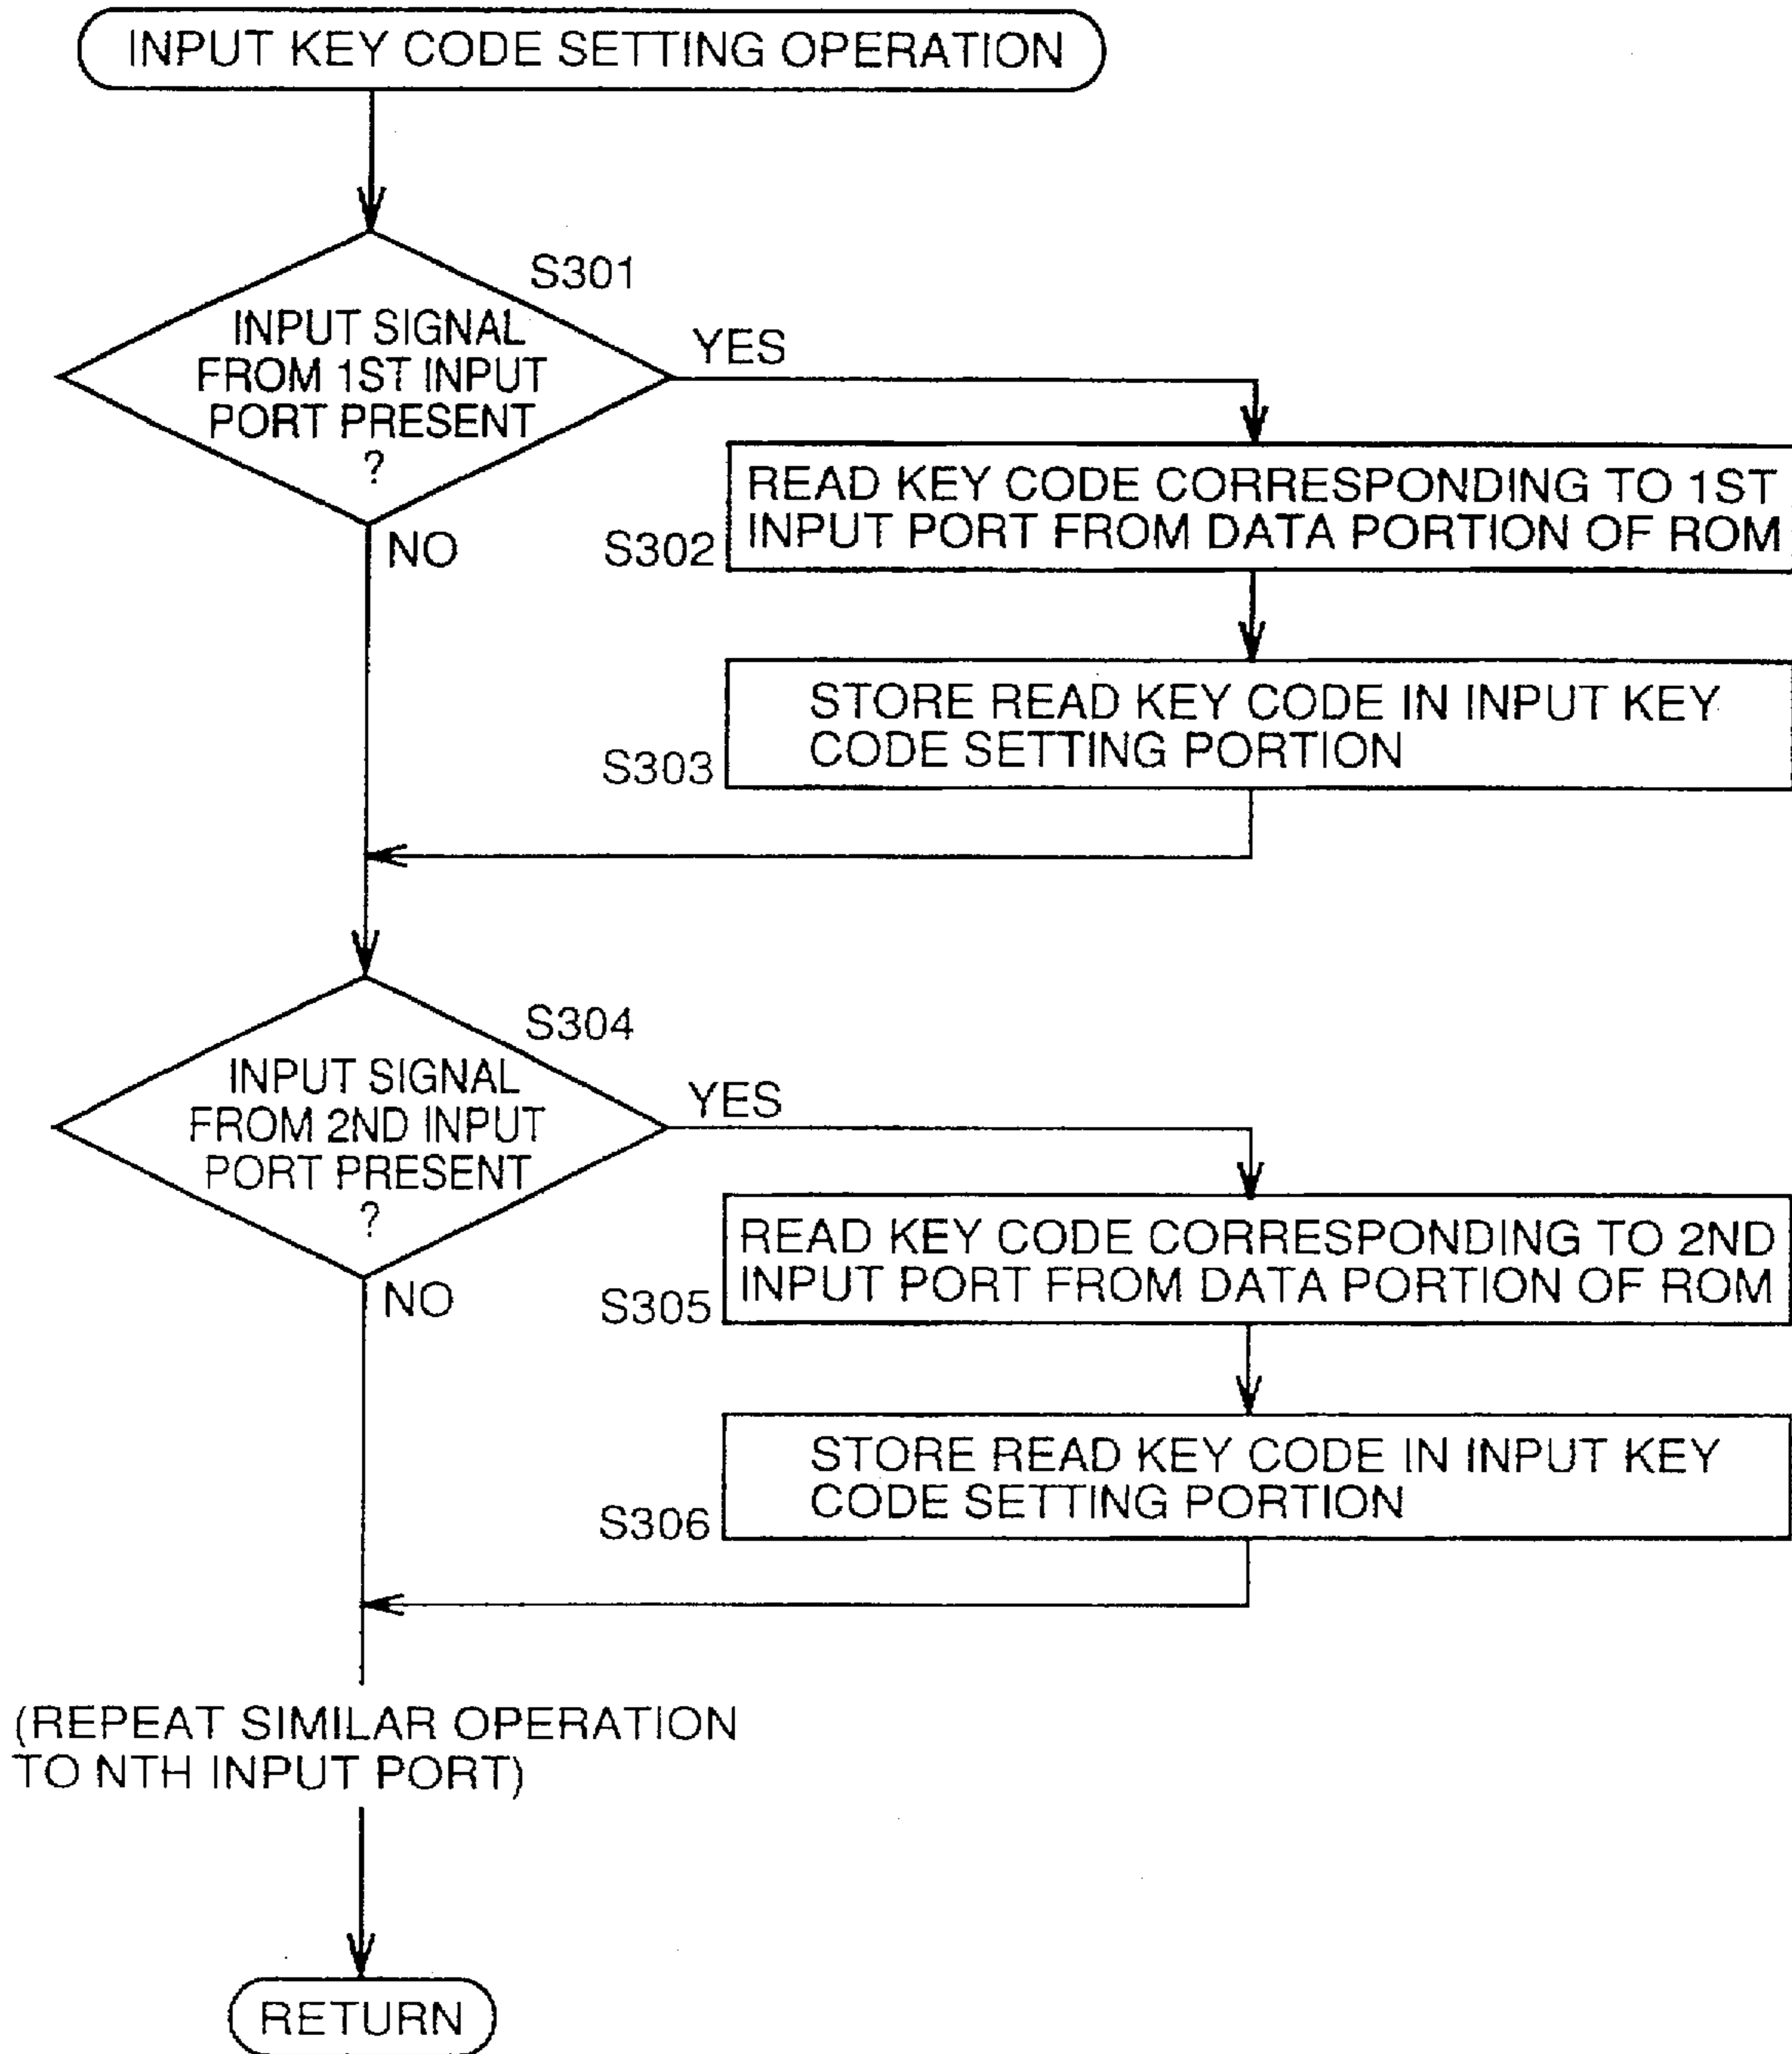 INPUT KEY CODE SETTING OPERATION
S301
INPUT SIGNAL
FROM 1ST INPUT
PORT PRESENT
?
YES
NO
S302
READ KEY CODE CORRESPONDING TO 1ST
INPUT PORT FROM DATA PORTION OF ROM
S303
STORE READ KEY CODE IN INPUT KEY
CODE SETTING PORTION
S304
INPUT SIGNAL
FROM 2ND INPUT
PORT PRESENT
?
YES
NO
S305
READ KEY CODE CORRESPONDING TO 2ND
INPUT PORT FROM DATA PORTION OF ROM
S306
STORE READ KEY CODE IN INPUT KEY
CODE SETTING PORTION
(REPEAT SIMILAR OPERATION
TO NTH INPUT PORT)
RETURN